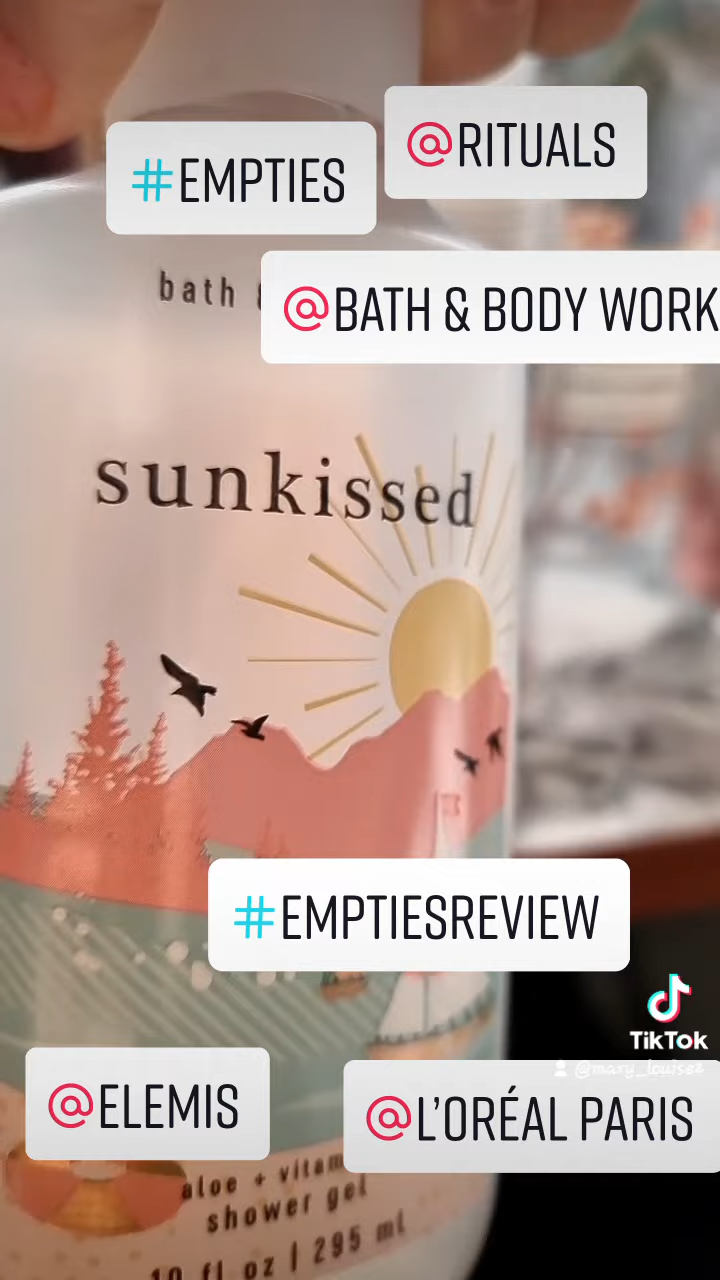 @RITUALS
#EMPTIES
bath
@BATH & BODY WORK
sunkissed
#EMPTIESREVIEW
TikTok
@mary_louisez
@ELEMIS
@L'ORÉAL PARIS
aloe + vitam
shower gel
10 fl oz | 295 ml